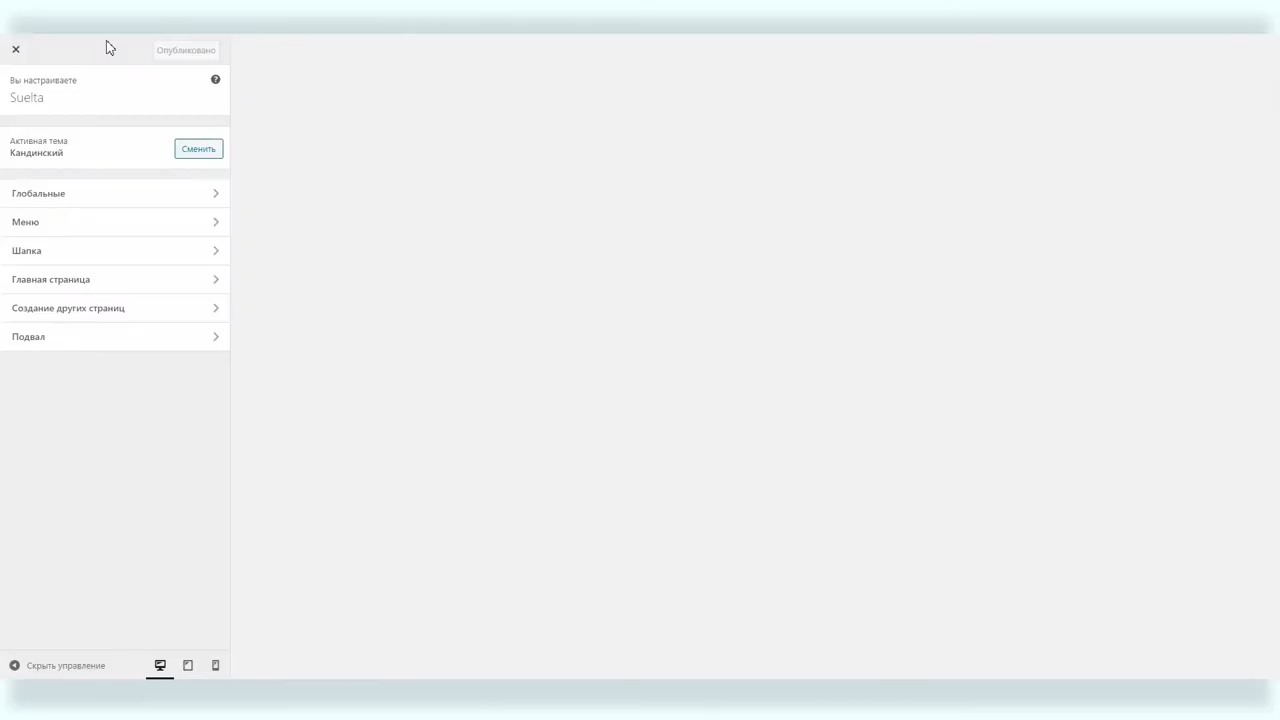 Опубликовано
Вы настраиваете
Suelta
Активная тема
Кандинский
Сменить
Глобальные
Меню
Шапка
Главная страница
Создание других страниц
Подвал
Скрыть управление